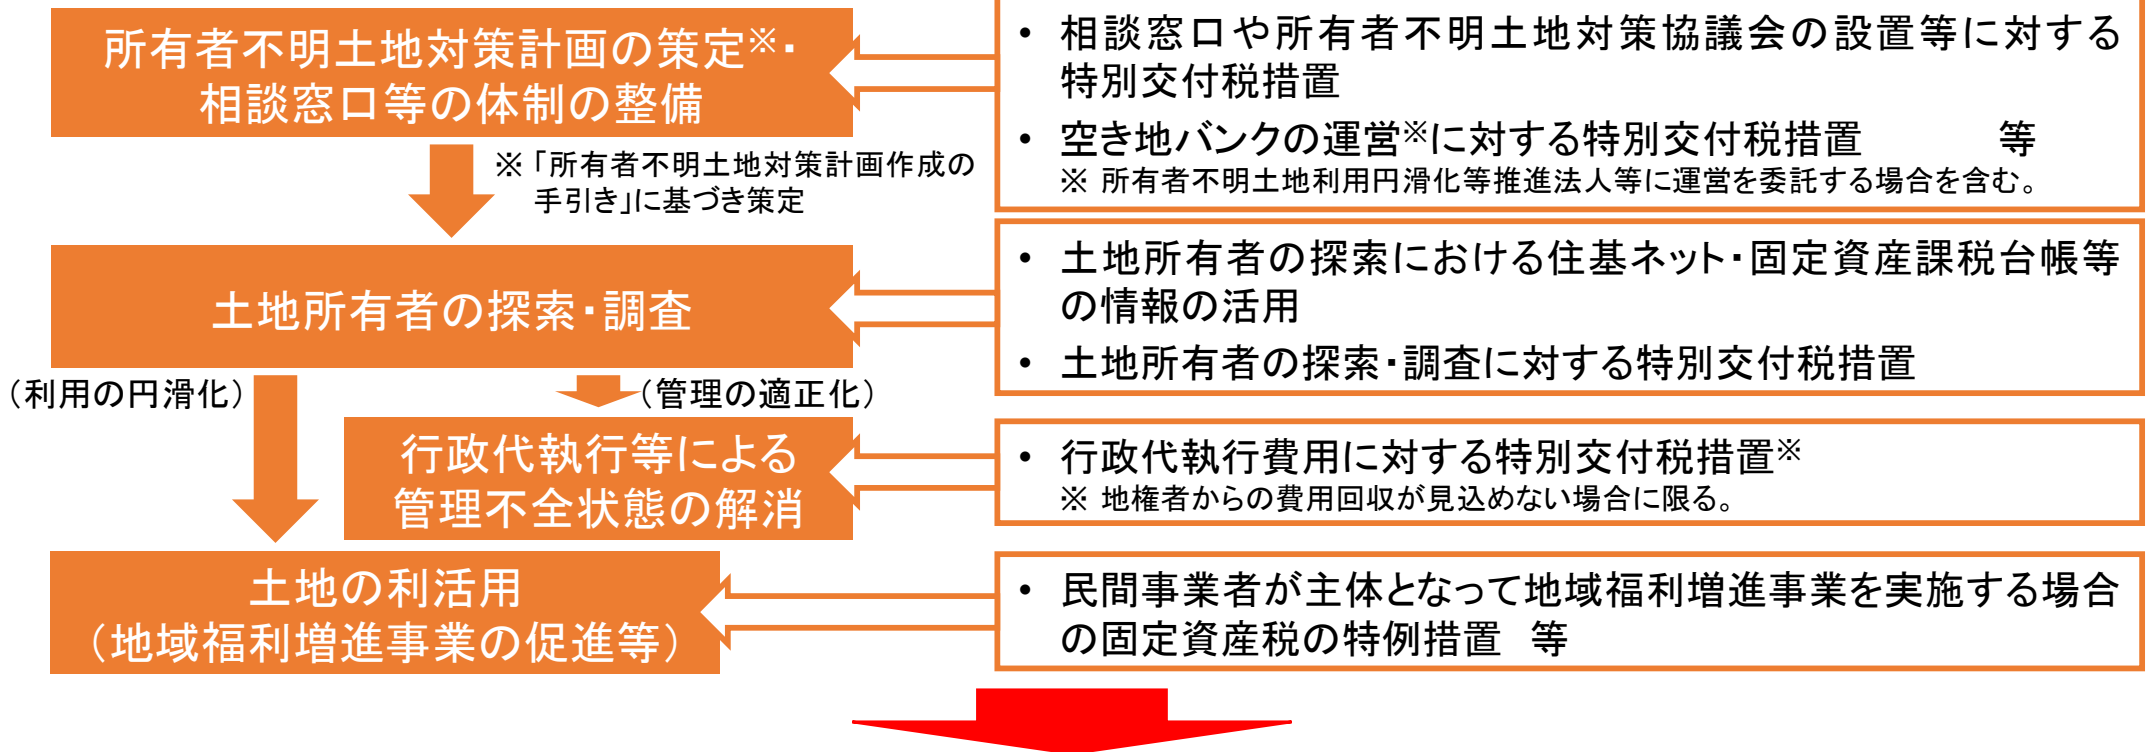 所有者不明土地対策計画の策定※・
相談窓口等の体制の整備
※「所有者不明土地対策計画作成の
手引き」に基づき策定
・ 相談窓口や所有者不明土地対策協議会の設置等に対する
特別交付税措置
・ 空き地バンクの運営※に対する特別交付税措置　　　等
※ 所有者不明土地利用円滑化等推進法人等に運営を委託する場合を含む。
土地所有者の探索・調査
・ 土地所有者の探索における住基ネット・固定資産課税台帳等
の情報の活用
・ 土地所有者の探索・調査に対する特別交付税措置
（利用の円滑化）
（管理の適正化）
行政代執行等による
管理不全状態の解消
・ 行政代執行費用に対する特別交付税措置※
※ 地権者からの費用回収が見込めない場合に限る。
土地の利活用
（地域福利増進事業の促進等）
・ 民間事業者が主体となって地域福利増進事業を実施する場合
の固定資産税の特例措置　等